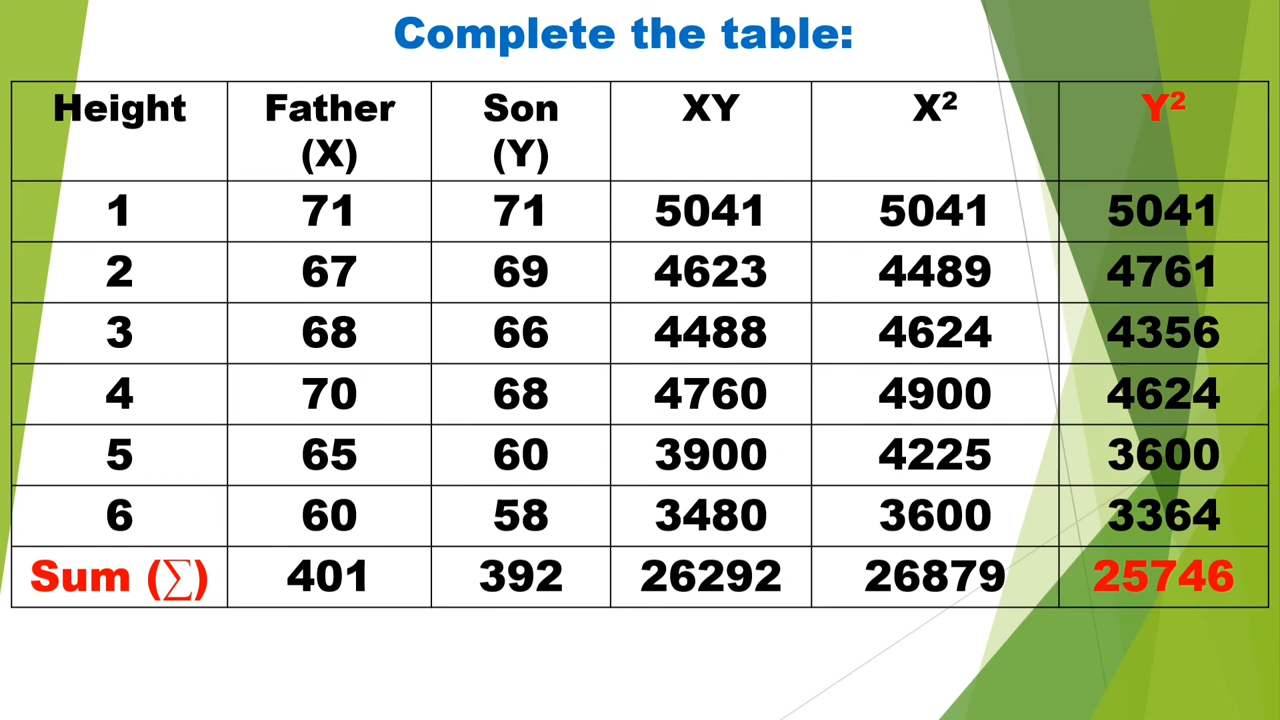 Complete the table:
Height Father (X) Son (Y) XY X² Y²
1 71 71 5041 5041 5041
2 67 69 4623 4489 4761
3 68 66 4488 4624 4356
4 70 68 4760 4900 4624
5 65 60 3900 4225 3600
6 60 58 3480 3600 3364
Sum (∑) 401 392 26292 26879 25746